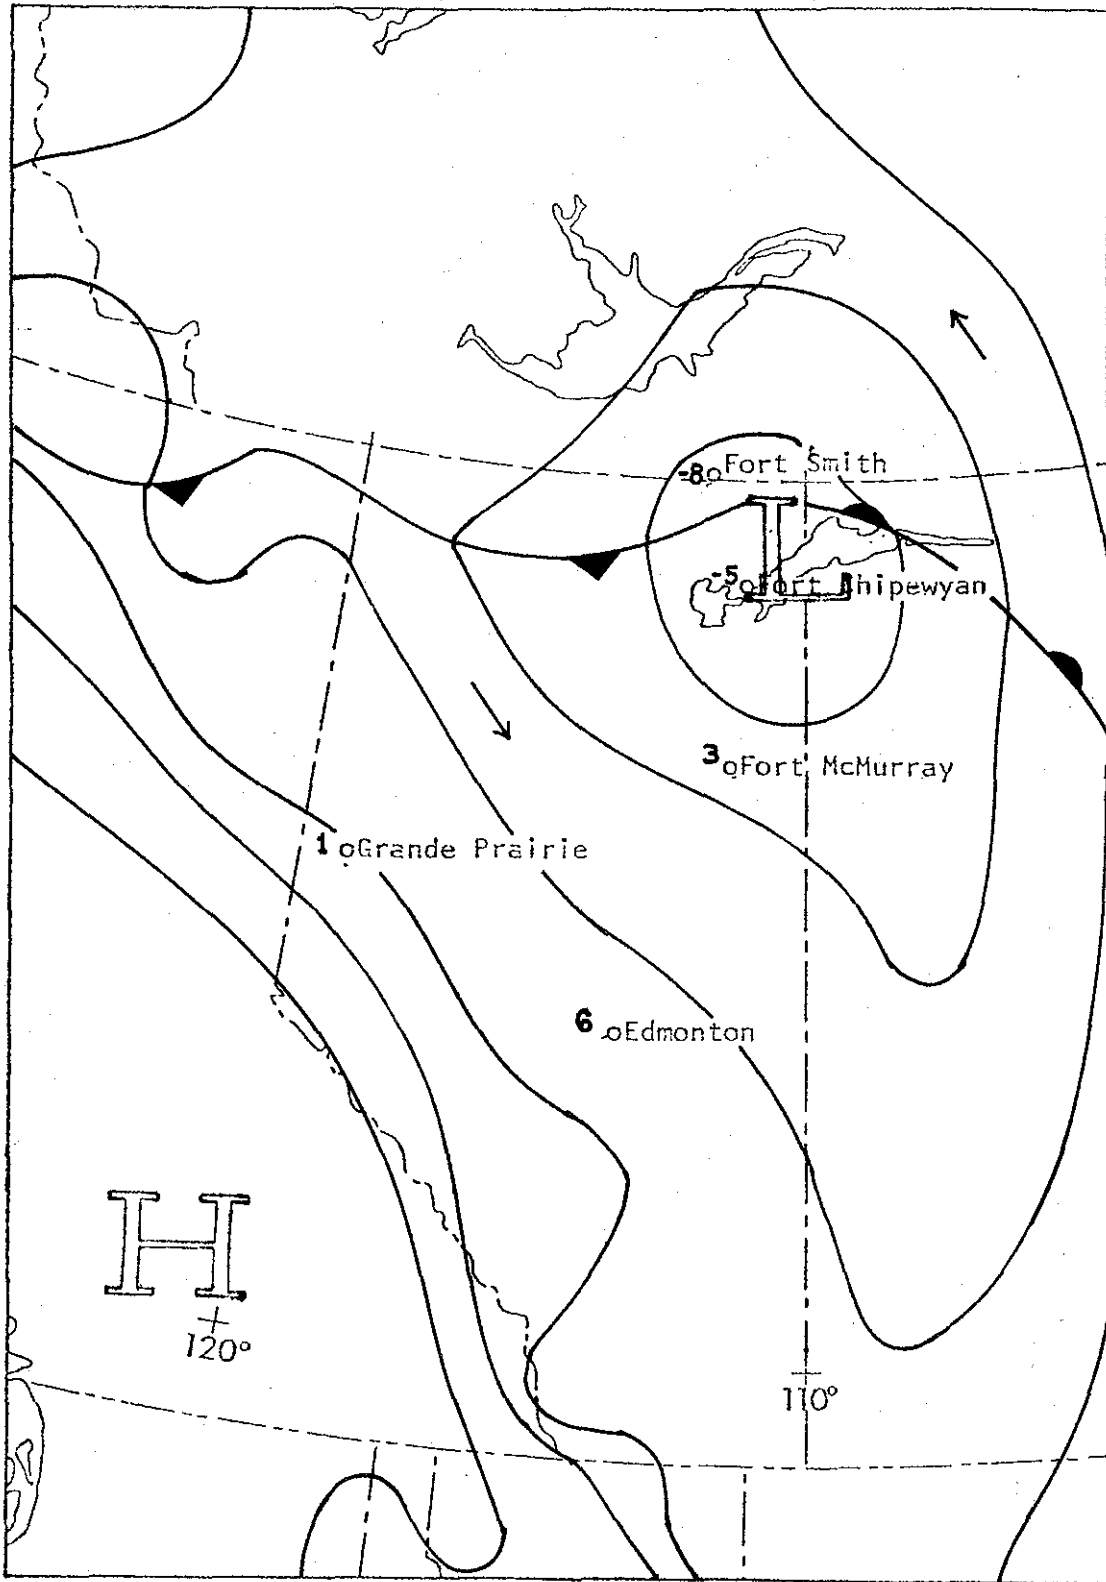 -8 Fort Smith
L
-5 Fort Chipewyan
3 Fort McMurray
1 Grande Prairie
6 Edmonton
H
120°
110°